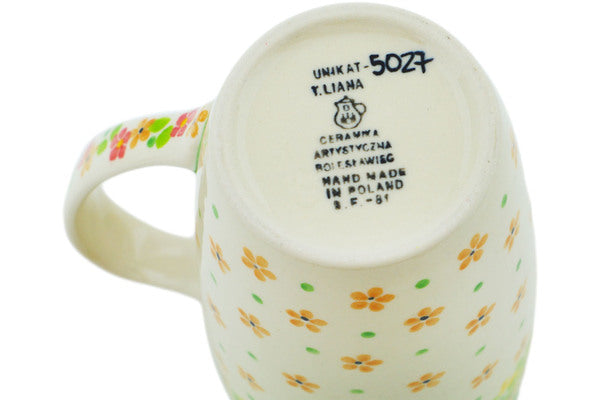 UNIKAT-5027
T.LIANA
CERAMIKA
ARTYSTYCZNA
BOLESŁAWIEC
HAND MADE
IN POLAND
B.F.-81